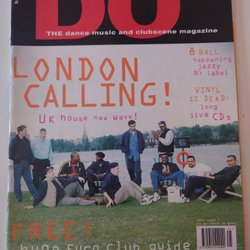 DO
THE dance music and clubscene magazine
8 BALL
happening
jazzy
NY label
LONDON
CALLING!
VINYL
IS DEAD!
long
live CDs
UK house new wave!
FREE!
huge Euro club guide